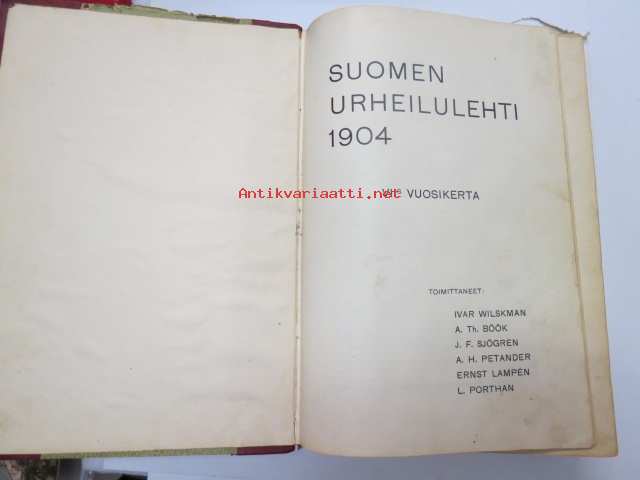 SUOMEN
URHEILULEHTI
1904
VUOSIKERTA
Antikvariaatti.net
TOIMITTANEET:
IVAR WILSKMAN
A. Th. BÖÖK
J. F. SJÖGREN
A. H. PETANDER
ERNST LAMPÉN
L. PORTHAN